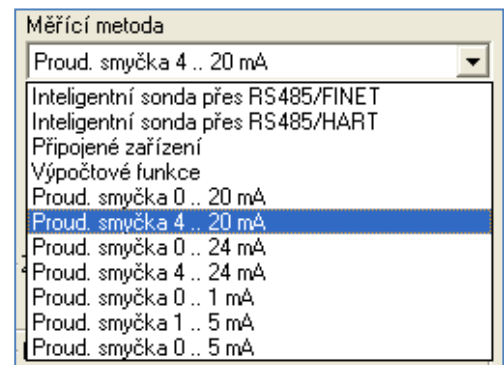 Měřící metoda
Proud. smyčka 4 .. 20 mA
Inteligentní sonda přes RS485/FINET
Inteligentní sonda přes RS485/HART
Připojené zařízení
Výpočtové funkce
Proud. smyčka 0 .. 20 mA
Proud. smyčka 4 .. 20 mA
Proud. smyčka 0 .. 24 mA
Proud. smyčka 4 .. 24 mA
Proud. smyčka 0 .. 1 mA
Proud. smyčka 1 .. 5 mA
Proud. smyčka 0 .. 5 mA